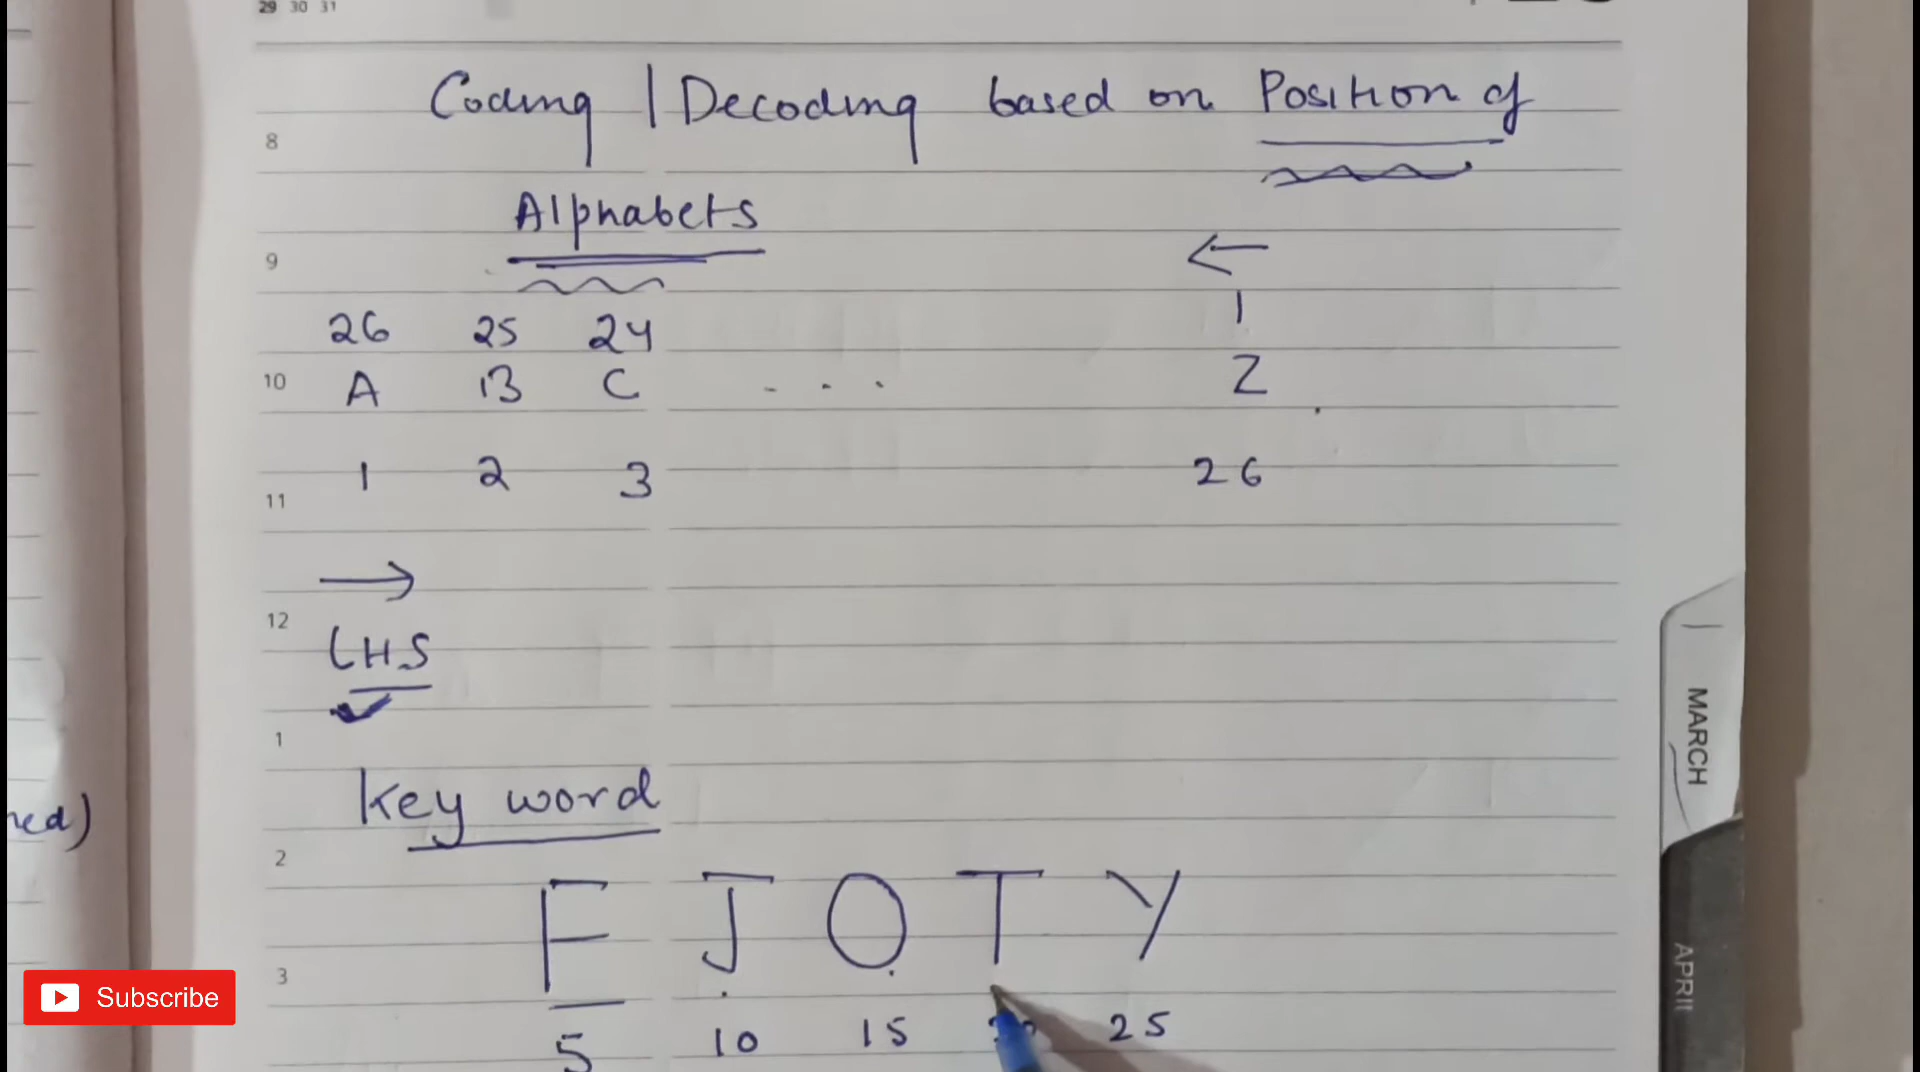 29 30 31
Coding | Decoding based on Position of
8
Alphabets
9
26 25 24 1
10 A B C . . . Z
1 2 3 26
11
12
LHS
1
MARCH
Key word
ned)
2
E J O T Y
3
APRIL
Subscribe
5 10 15 25